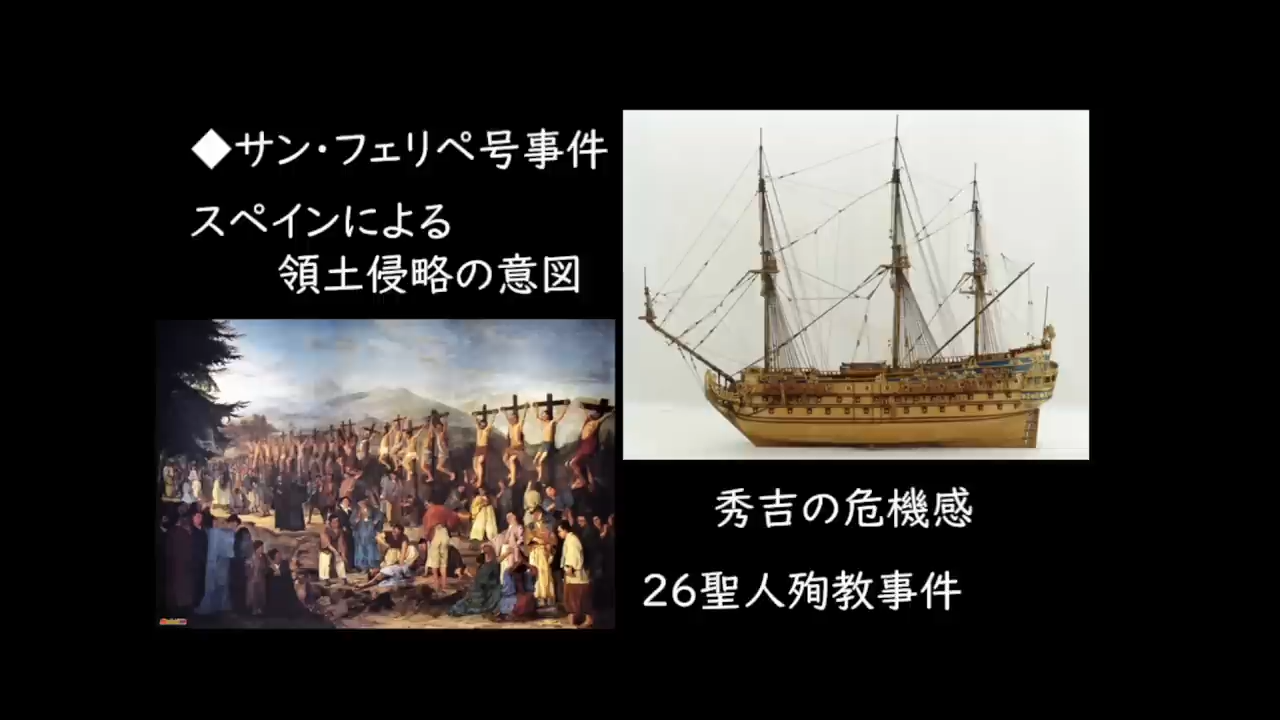 ◆サン・フェリペ号事件
スペインによる
領土侵略の意図
秀吉の危機感
26聖人殉教事件